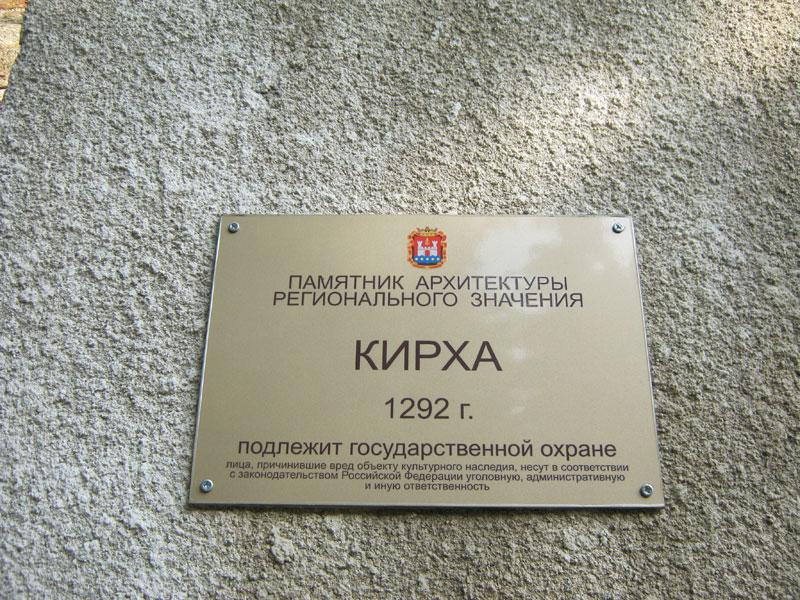 ПАМЯТНИК АРХИТЕКТУРЫ
РЕГИОНАЛЬНОГО ЗНАЧЕНИЯ
КИРХА
1292 г.
подлежит государственной охране
лица, причинившие вред объекту культурного наследия, несут в соответствии
с законодательством Российской Федерации уголовную, административную
и иную ответственность